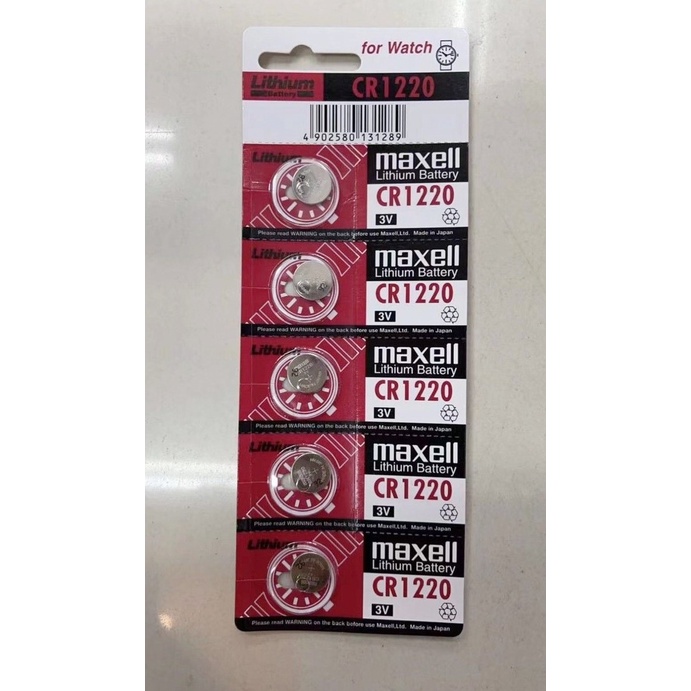 for Watch
Lithium
Battery
CR1220
4 902580 131289
Lithium
maxell
Lithium Battery
CR1220
3V
Please read WARNING on the back before use Maxell,Ltd. Made in Japan
Lithium
maxell
Lithium Battery
CR1220
3V
Please read WARNING on the back before use Maxell,Ltd. Made in Japan
Lithium
maxell
Lithium Battery
CR1220
3V
Please read WARNING on the back before use Maxell,Ltd. Made in Japan
Lithium
maxell
Lithium Battery
CR1220
3V
Please read WARNING on the back before use Maxell,Ltd. Made in Japan
Lithium
maxell
Lithium Battery
CR1220
3V
Please read WARNING on the back before use Maxell,Ltd. Made in Japan